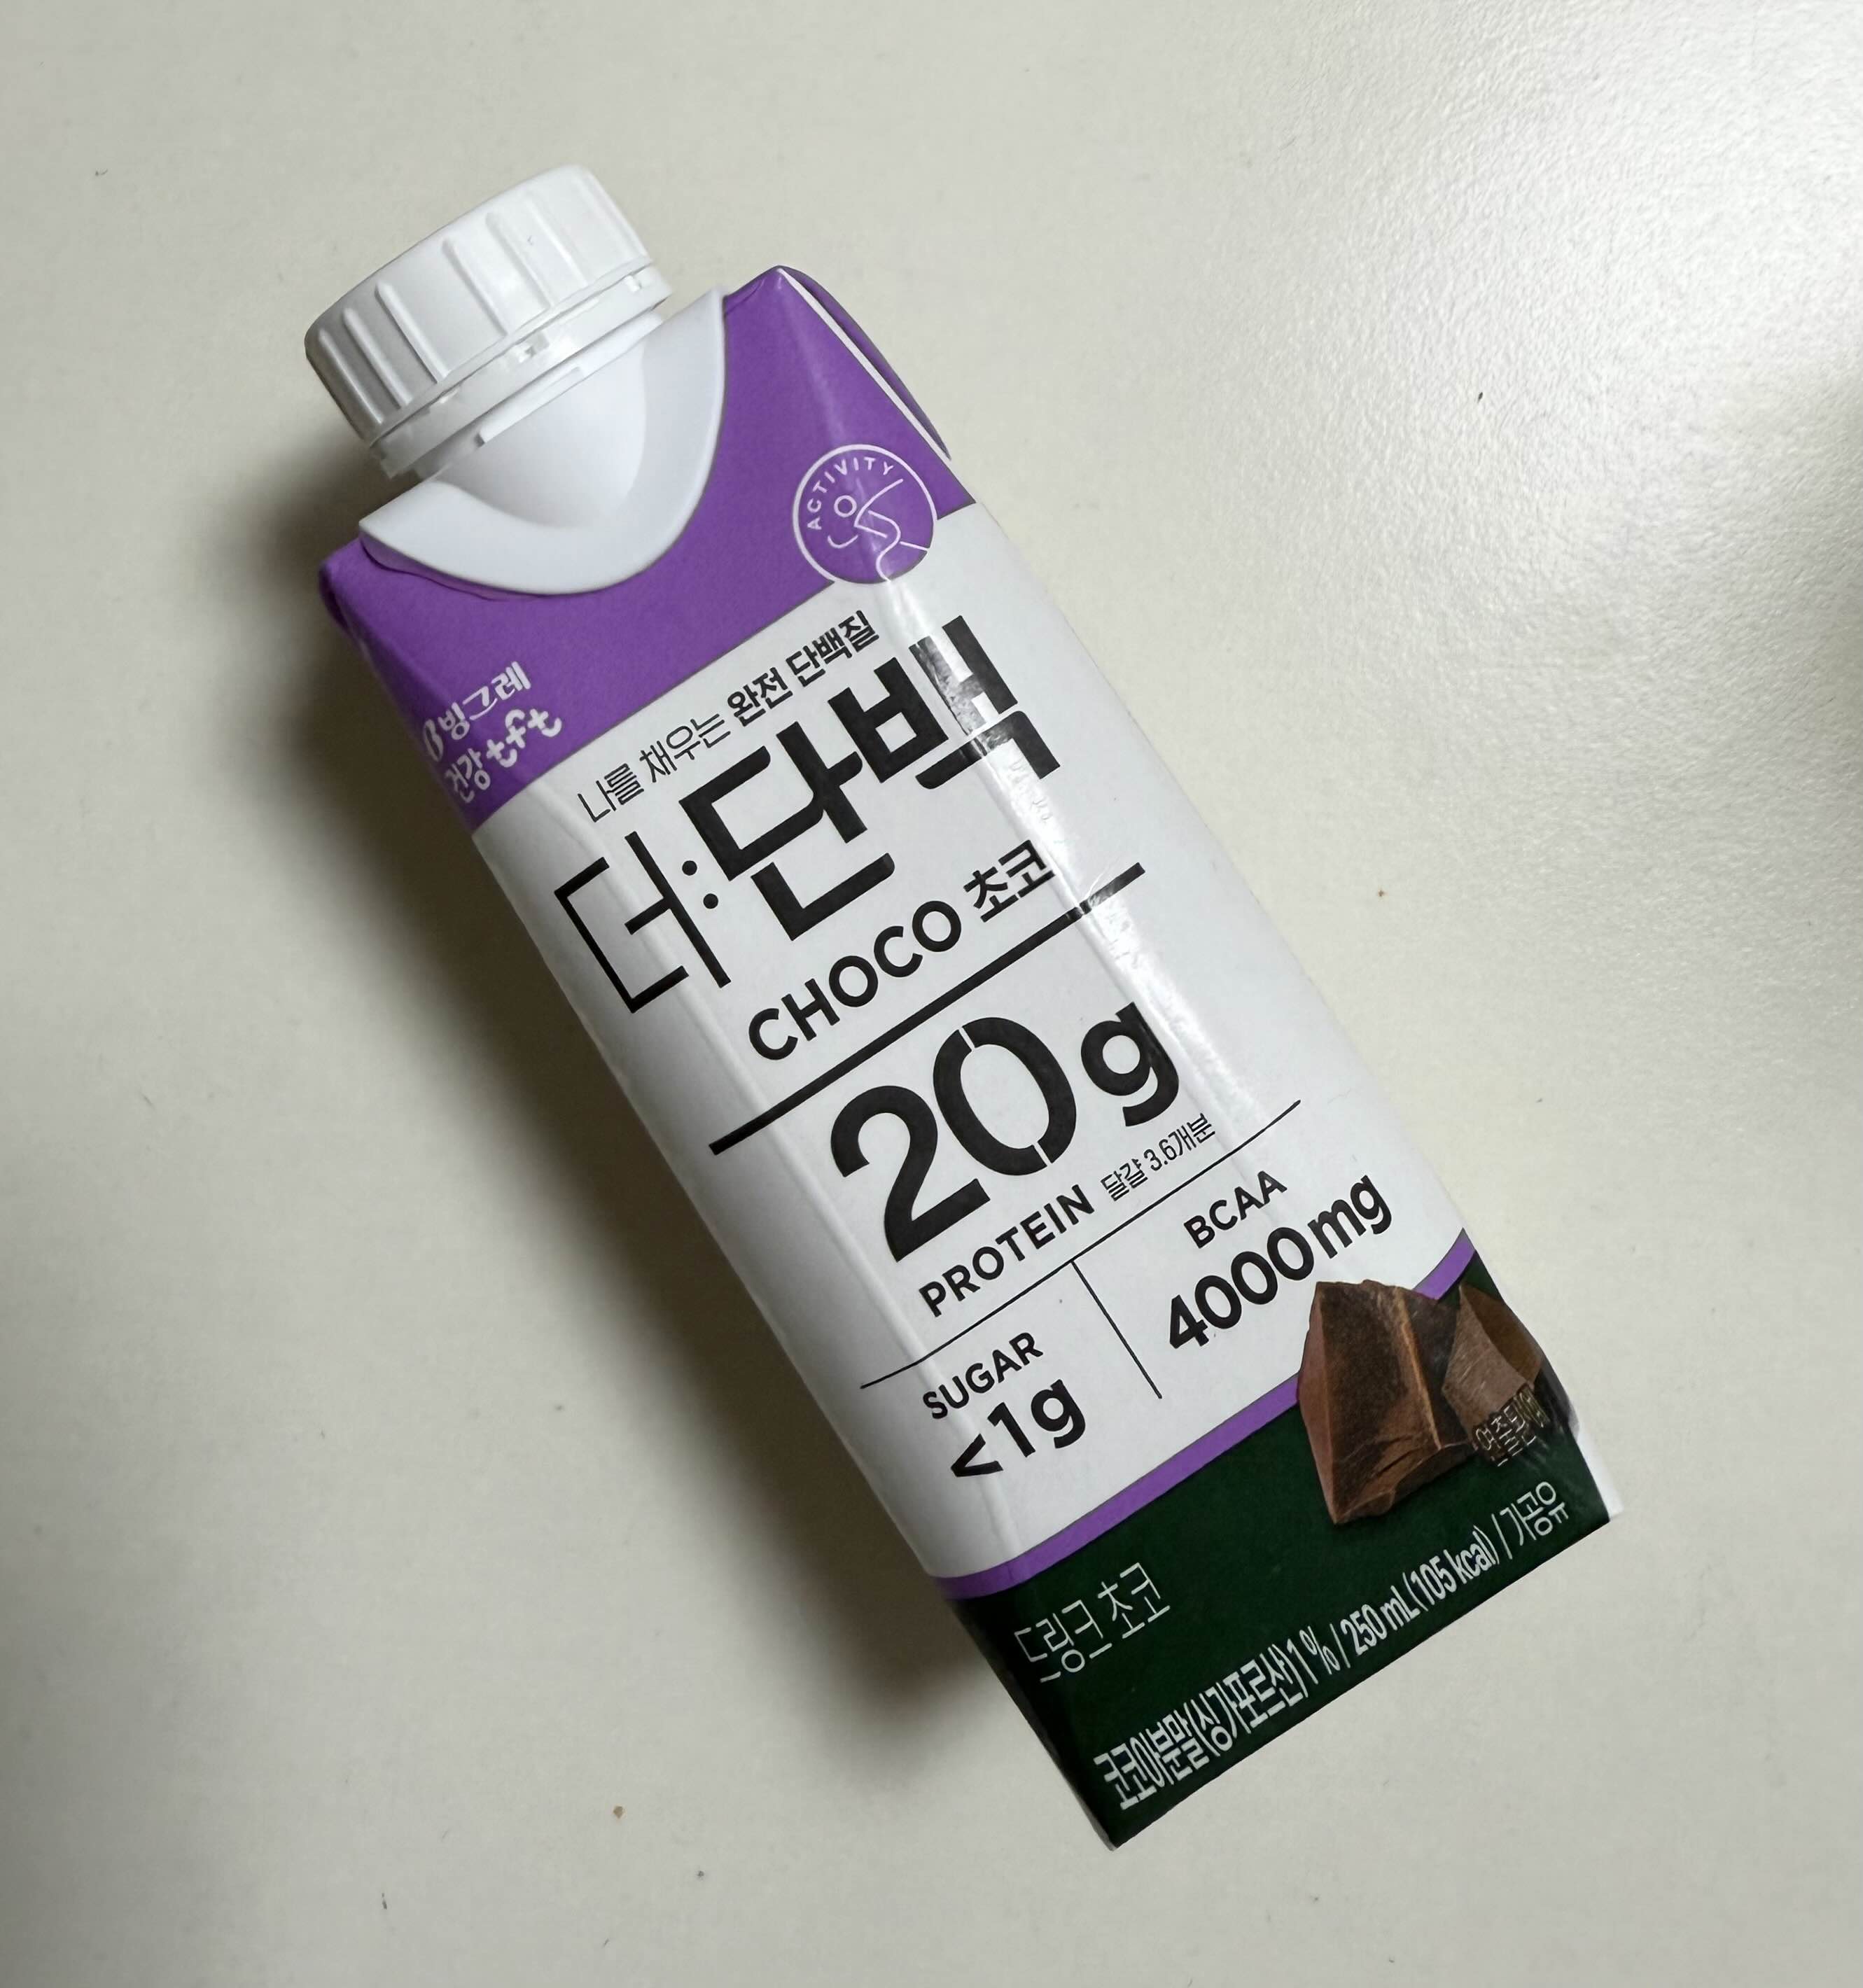 ACTIVITY
빙그레
건강
나를 채우는 완전 단백질
더:단백
CHOCO 초코
20g
PROTEIN 달걀 3.6개분
BCAA
4000mg
SUGAR
<1g
연출된
드링크 초코
코코아분말(싱가포르산)1% / 250 mL(105 kcal) / 가공유